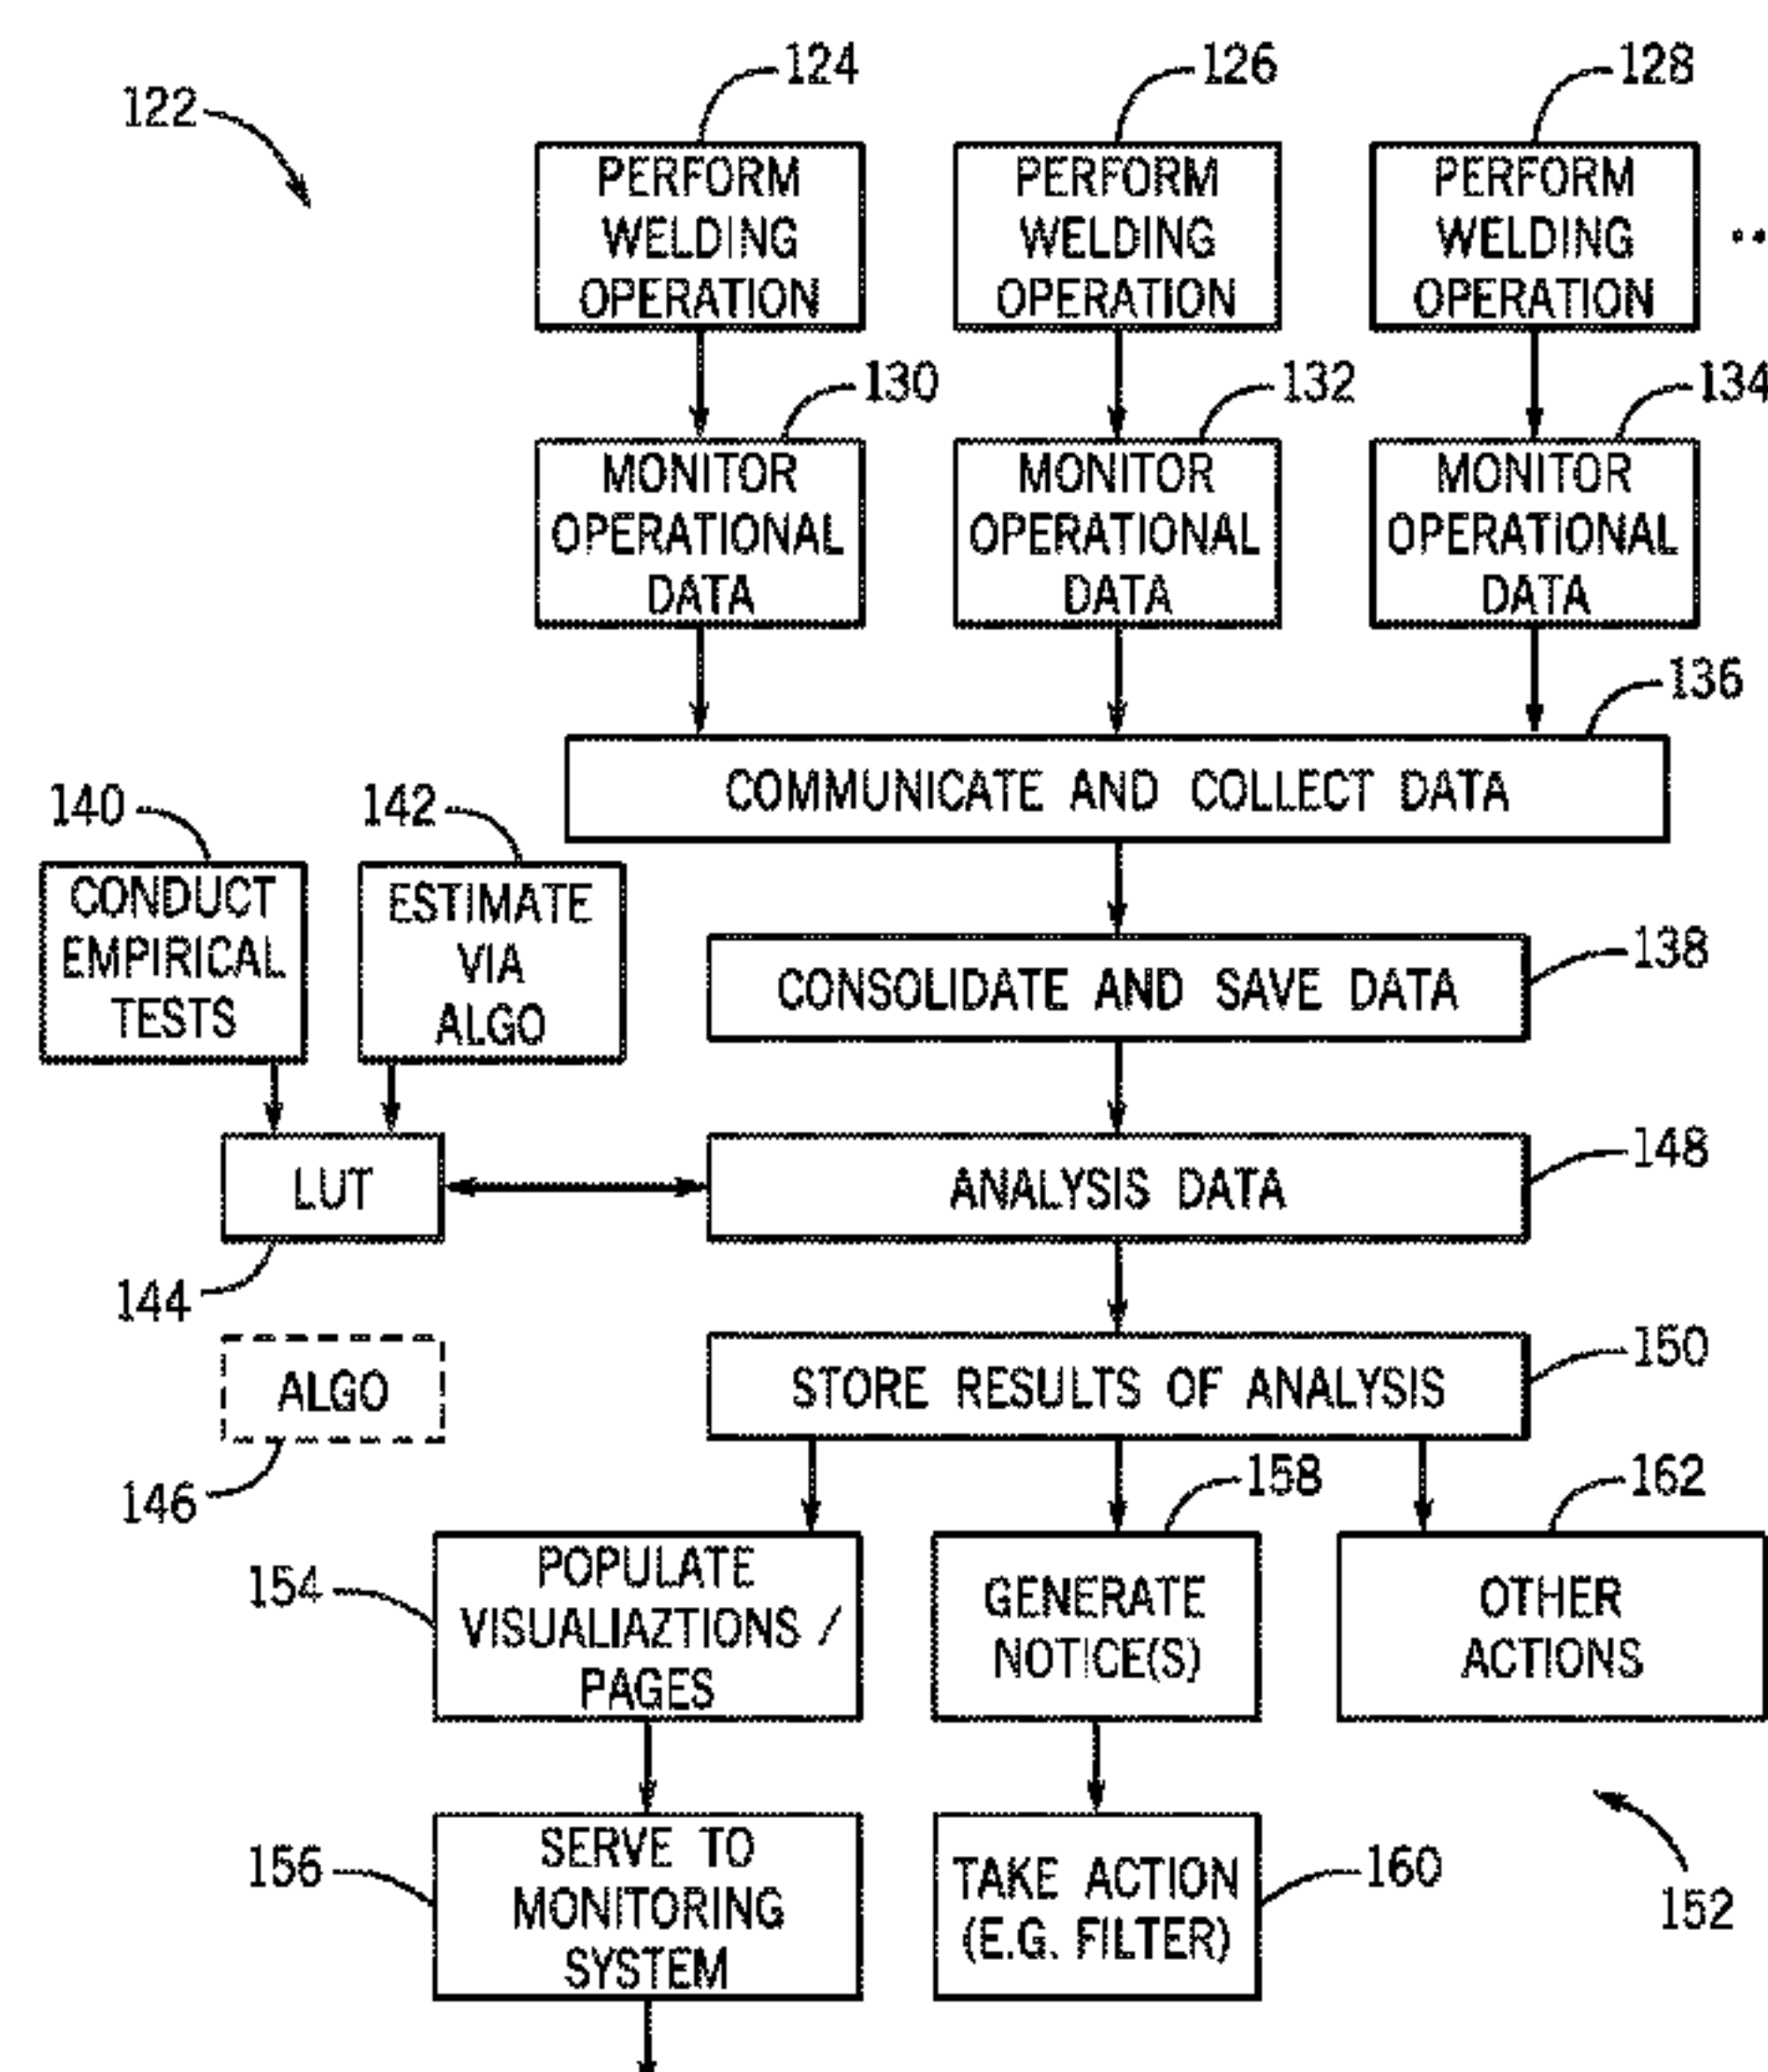 122
124
126
128
PERFORM
WELDING
OPERATION
PERFORM
WELDING
OPERATION
PERFORM
WELDING
OPERATION
..
130
132
134
MONITOR
OPERATIONAL
DATA
MONITOR
OPERATIONAL
DATA
MONITOR
OPERATIONAL
DATA
136
COMMUNICATE AND COLLECT DATA
140
142
CONDUCT
EMPIRICAL
TESTS
ESTIMATE
VIA
ALGO
138
CONSOLIDATE AND SAVE DATA
LUT
144
148
ANALYSIS DATA
ALGO
146
150
STORE RESULTS OF ANALYSIS
154
POPULATE
VISUALIAZTIONS /
PAGES
158
GENERATE
NOTICE(S)
162
OTHER
ACTIONS
156
SERVE TO
MONITORING
SYSTEM
TAKE ACTION
(E.G. FILTER)
160
152